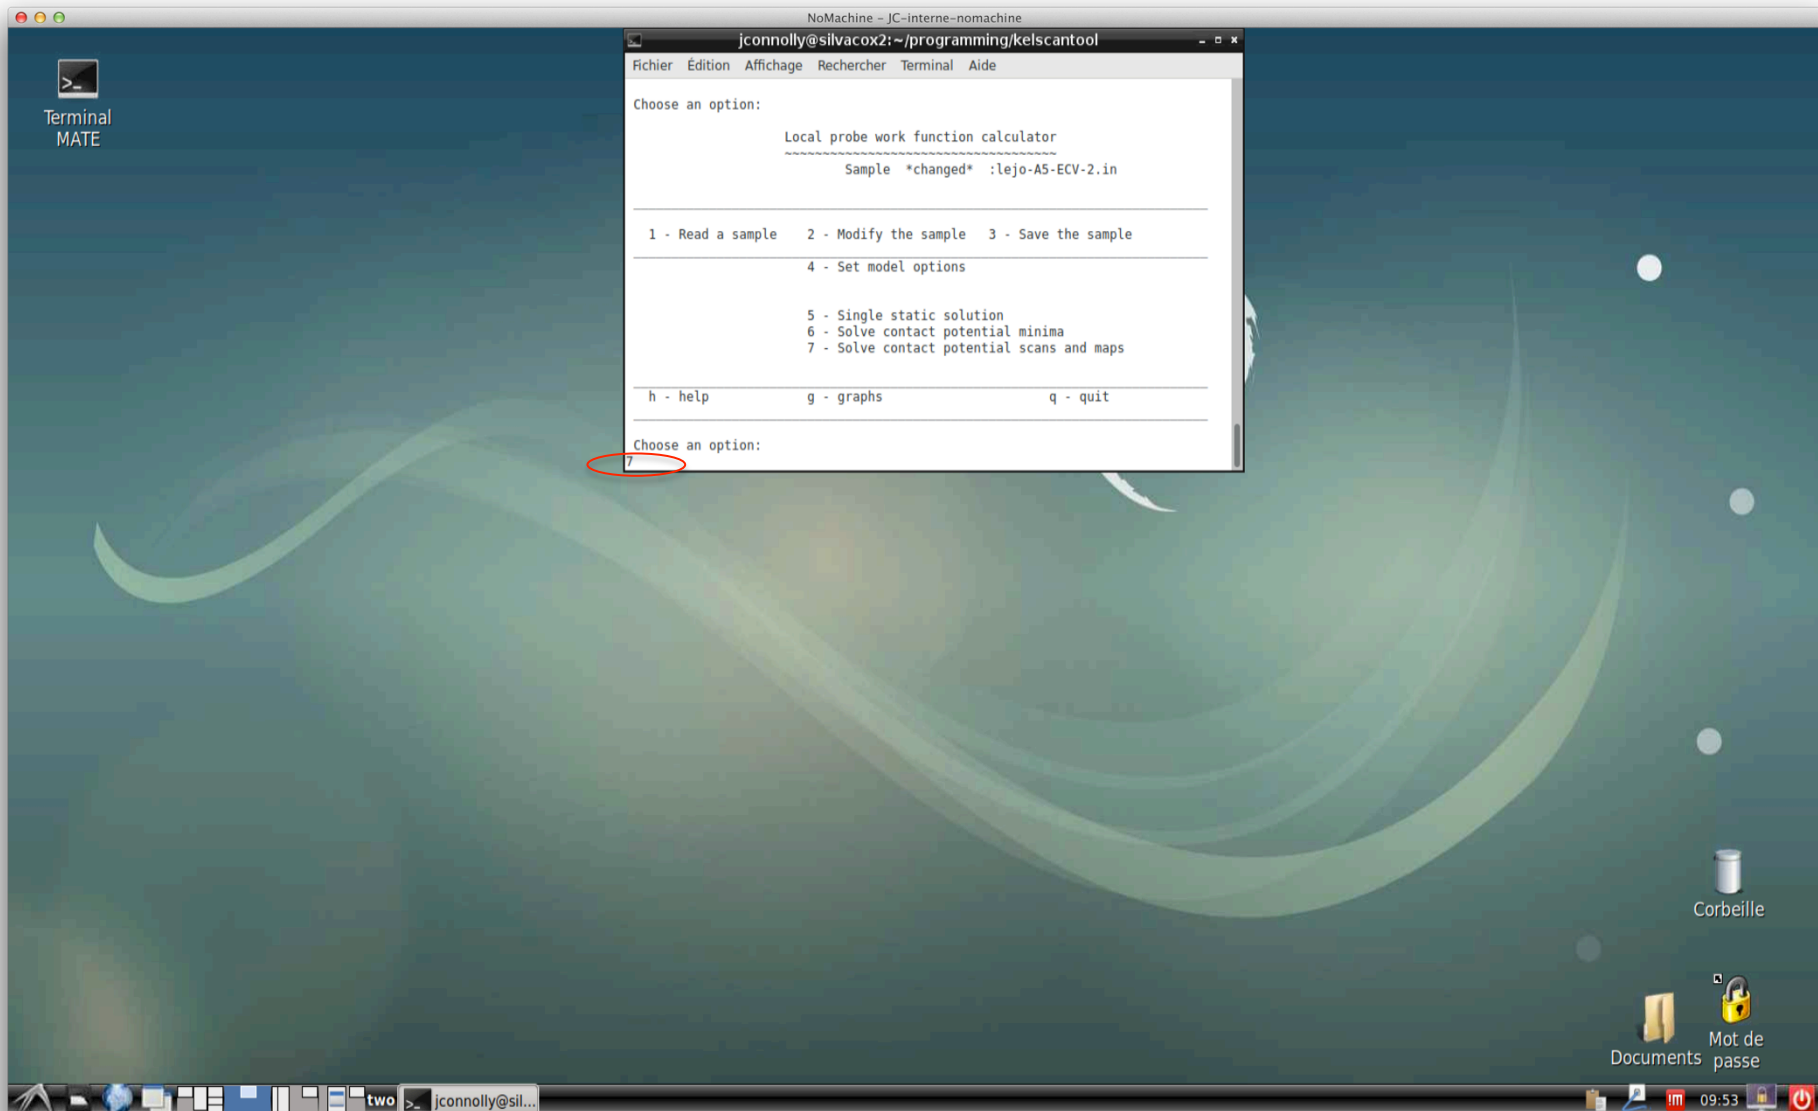 NoMachine - JC-interne-nomachine
jconnolly@silvacox2:~/programming/kelscantool
Fichier Édition Affichage Rechercher Terminal Aide
Choose an option:
Local probe work function calculator
~~~~~~~~~~~~~~~~~~~~~~~~~~~~~~~~~~~~
Sample *changed* :lejo-A5-ECV-2.in
1 - Read a sample 2 - Modify the sample 3 - Save the sample
4 - Set model options
5 - Single static solution
6 - Solve contact potential minima
7 - Solve contact potential scans and maps
h - help g - graphs q - quit
Choose an option:
7
Terminal
MATE
Corbeille
Documents
Mot de
passe
two
jconnolly@sil...
!M
09:53